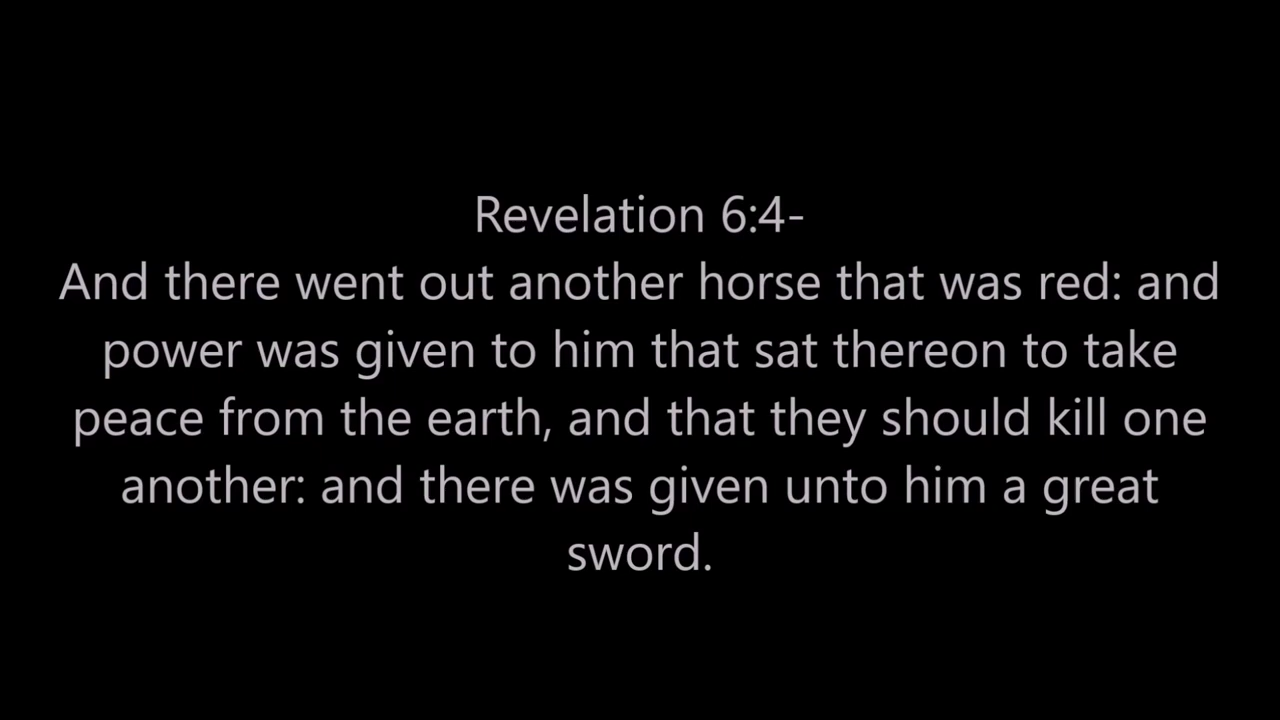 Revelation 6:4-
And there went out another horse that was red: and
power was given to him that sat thereon to take
peace from the earth, and that they should kill one
another: and there was given unto him a great
sword.